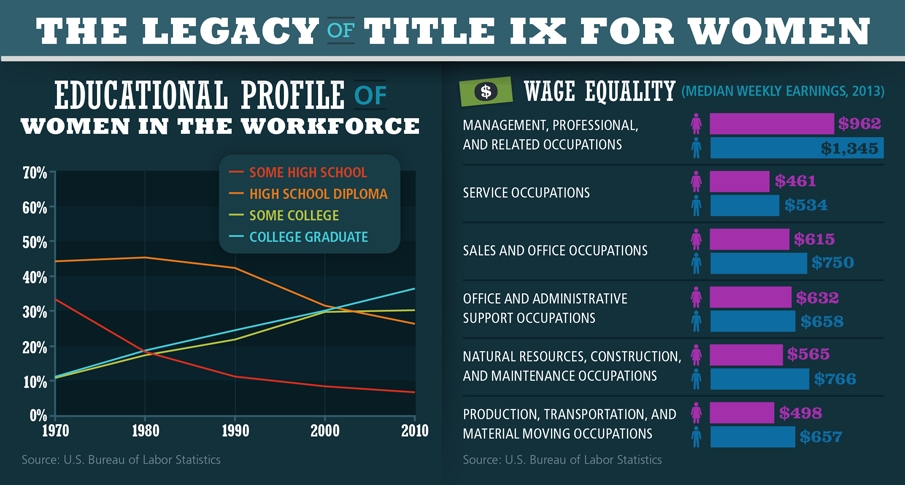 THE LEGACY OF TITLE IX FOR WOMEN
EDUCATIONAL PROFILE OF
WOMEN IN THE WORKFORCE
SOME HIGH SCHOOL
HIGH SCHOOL DIPLOMA
SOME COLLEGE
COLLEGE GRADUATE
70%
60%
50%
40%
30%
20%
10%
0%
1970 1980 1990 2000 2010
Source: U.S. Bureau of Labor Statistics
$ WAGE EQUALITY (MEDIAN WEEKLY EARNINGS, 2013)
MANAGEMENT, PROFESSIONAL,
AND RELATED OCCUPATIONS
$962
$1,345
SERVICE OCCUPATIONS
$461
$534
SALES AND OFFICE OCCUPATIONS
$615
$750
OFFICE AND ADMINISTRATIVE
SUPPORT OCCUPATIONS
$632
$658
NATURAL RESOURCES, CONSTRUCTION,
AND MAINTENANCE OCCUPATIONS
$565
$766
PRODUCTION, TRANSPORTATION, AND
MATERIAL MOVING OCCUPATIONS
$498
$657
Source: U.S. Bureau of Labor Statistics